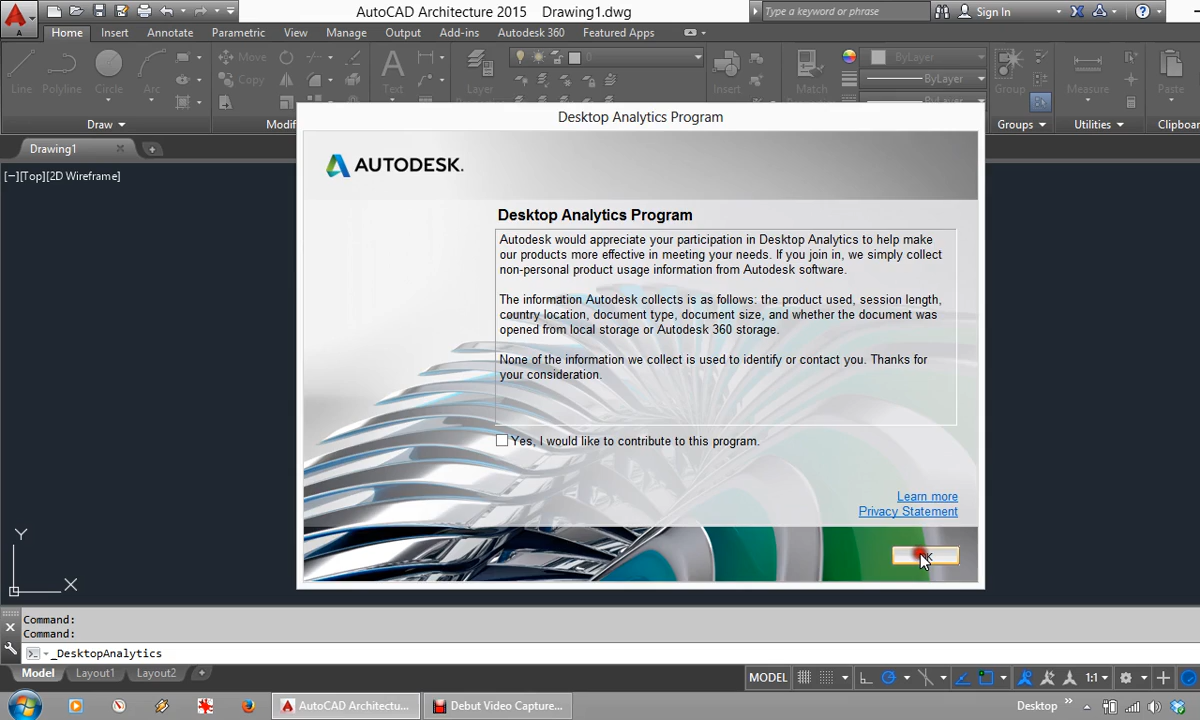 AutoCAD Architecture 2015 Drawing1.dwg
Type a keyword or phrase
Sign In
Home Insert Annotate Parametric View Manage Output Add-ins Autodesk 360 Featured Apps
Line Polyline Circle Arc
Move
Copy
Text
Layer
0
Insert
Match
ByLayer
ByLayer
ByLayer
Group
Measure
Paste
Draw
Groups
Utilities
Drawing1
[−][Top][2D Wireframe]
Desktop Analytics Program
AUTODESK.
Desktop Analytics Program
Autodesk would appreciate your participation in Desktop Analytics to help make
our products more effective in meeting your needs. If you join in, we simply collect
non-personal product usage information from Autodesk software.
The information Autodesk collects is as follows: the product used, session length,
country location, document type, document size, and whether the document was
opened from local storage or Autodesk 360 storage.
None of the information we collect is used to identify or contact you. Thanks for
your consideration.
Yes, I would like to contribute to this program.
Learn more
Privacy Statement
OK
Y
X
Command:
Command:
_DesktopAnalytics
Model Layout1 Layout2 +
MODEL
1:1
AutoCAD Architectu...
Debut Video Capture...
Desktop